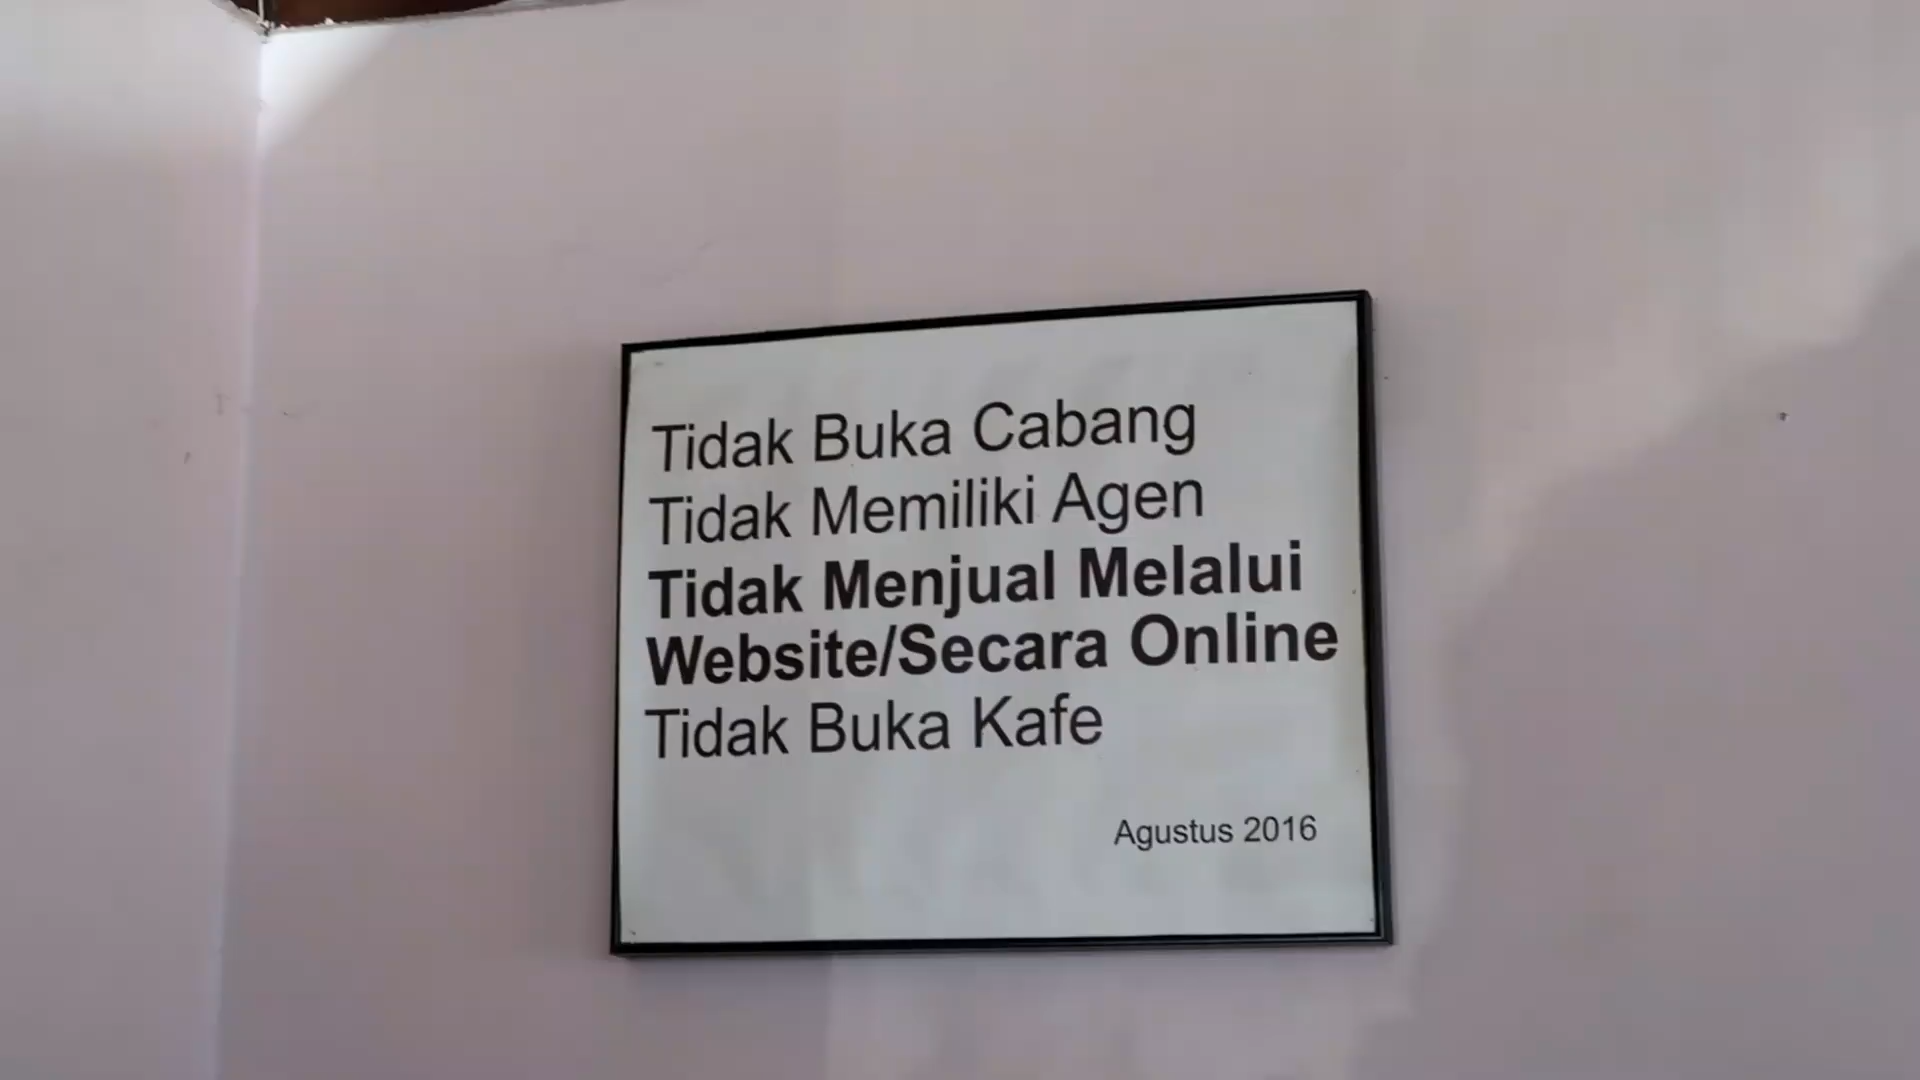 Tidak Buka Cabang
Tidak Memiliki Agen
Tidak Menjual Melalui
Website/Secara Online
Tidak Buka Kafe
Agustus 2016